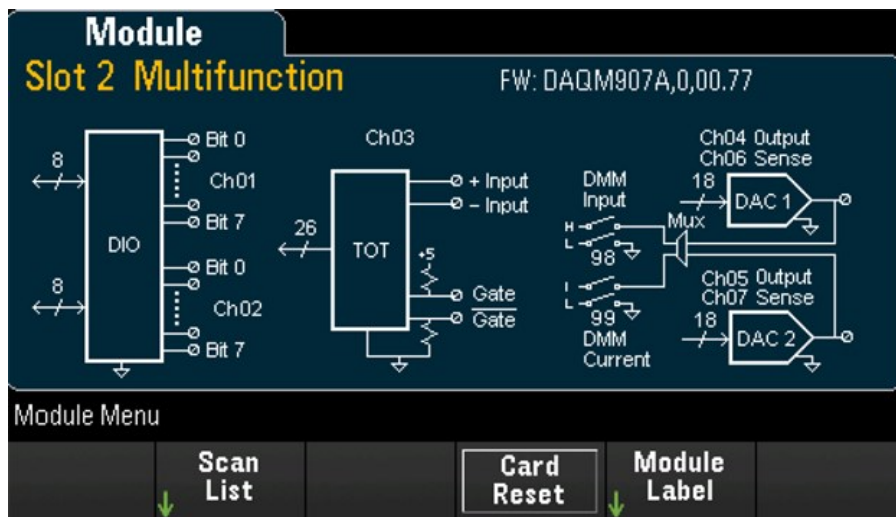 Module
Slot 2 Multifunction
FW: DAQM907A,0,00.77
8
DIO
Bit 0
Ch01
Bit 7
8
Bit 0
Ch02
Bit 7
Ch03
26
TOT
+ Input
- Input
+5
Gate
Gate
DMM
Input
H
L
98
I
L
99
DMM
Current
Mux
Ch04 Output
Ch06 Sense
18
DAC 1
Ch05 Output
Ch07 Sense
18
DAC 2
Module Menu
Scan
List
Card
Reset
Module
Label